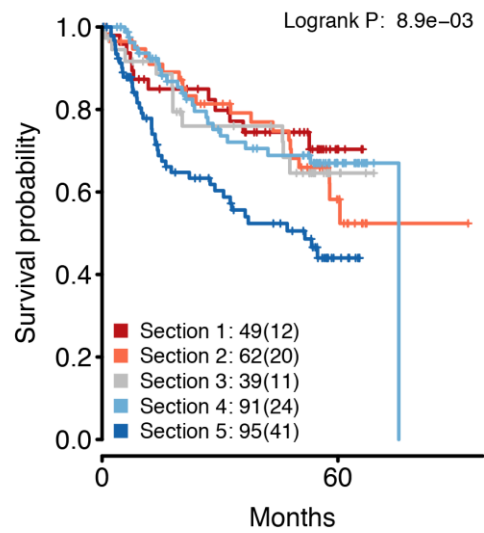 Logrank P: 8.9e−03
1.0
0.8
0.6
0.4
0.2
0.0
Survival probability
Section 1: 49(12)
Section 2: 62(20)
Section 3: 39(11)
Section 4: 91(24)
Section 5: 95(41)
0
60
Months